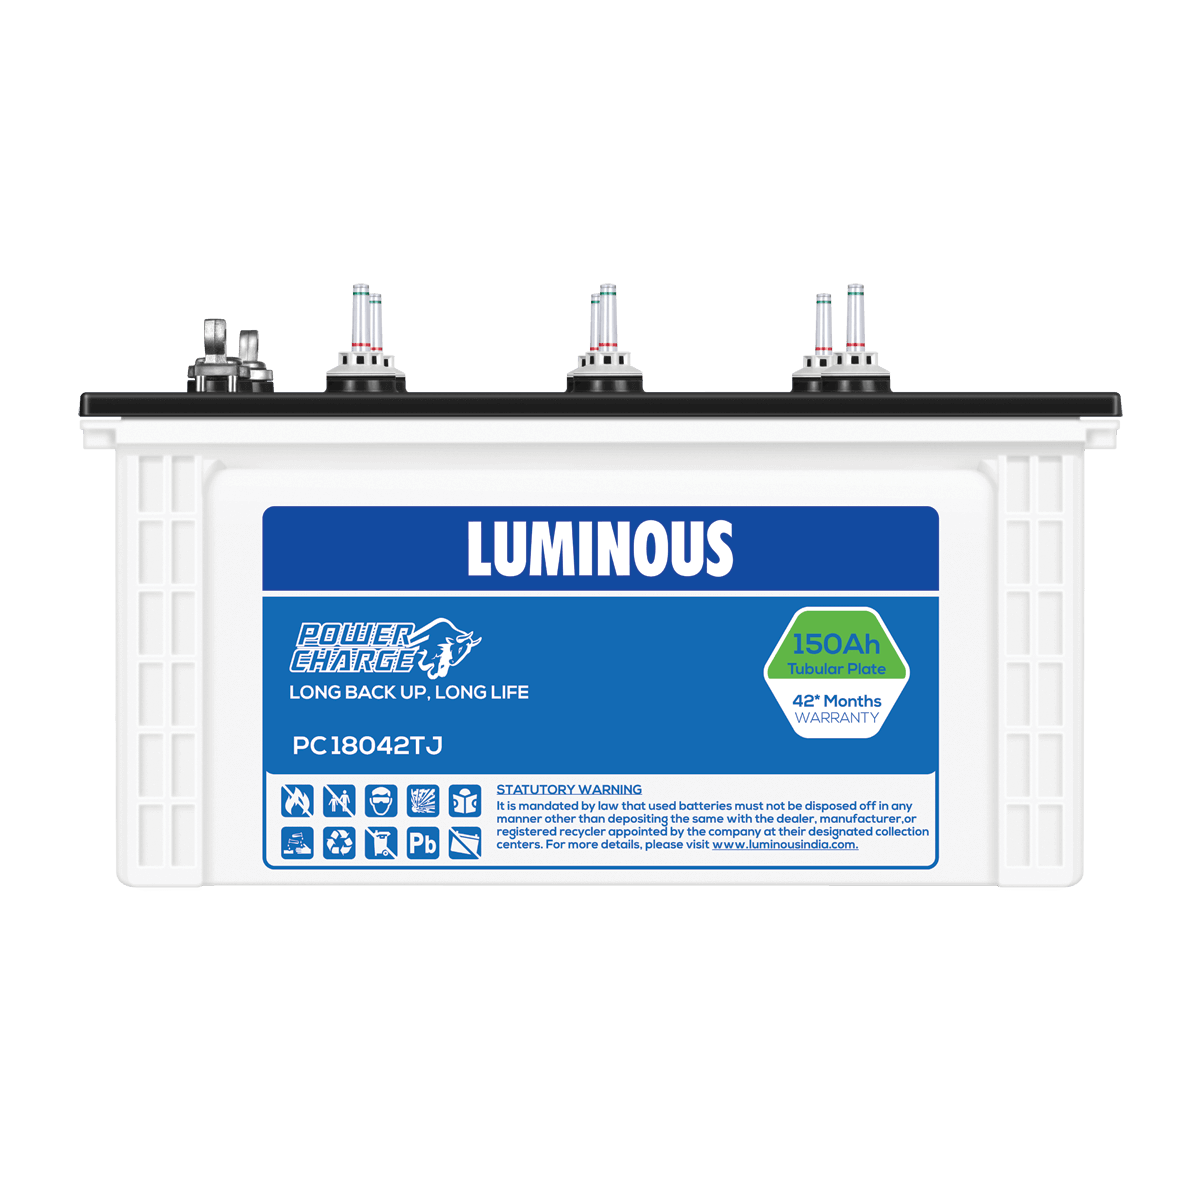 LUMINOUS
POWER
CHARGE
LONG BACK UP, LONG LIFE
PC18042TJ
150Ah
Tubular Plate
42* Months
WARRANTY
STATUTORY WARNING
It is mandated by law that used batteries must not be disposed off in any
manner other than depositing the same with the dealer, manufacturer,or
registered recycler appointed by the company at their designated collection
centers. For more details, please visit www.luminousindia.com.
Pb